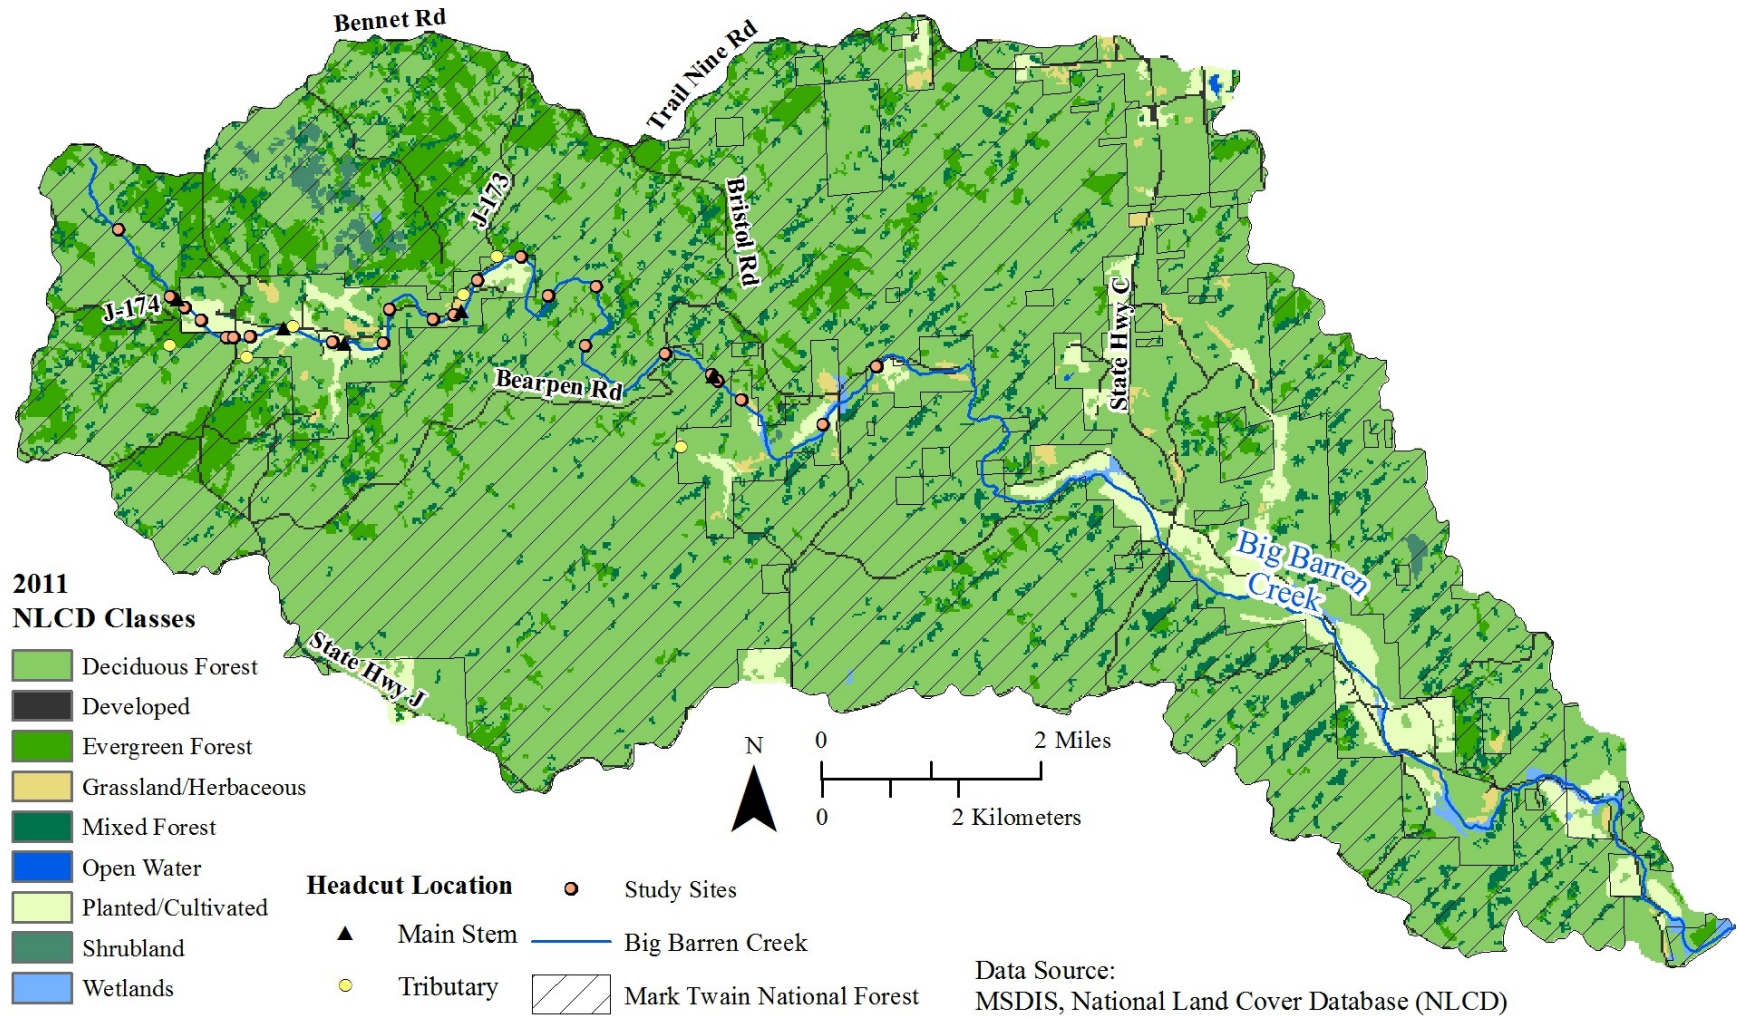 Bennet Rd
Trail Nine Rd
J-173
Bristol Rd
J-174
Bearpen Rd
State Hwy C
Big Barren
Creek
State Hwy J
2011
NLCD Classes
Deciduous Forest
Developed
Evergreen Forest
Grassland/Herbaceous
Mixed Forest
Open Water
Planted/Cultivated
Shrubland
Wetlands
Headcut Location
Main Stem
Tributary
Study Sites
Big Barren Creek
Mark Twain National Forest
N
0 2 Miles
0 2 Kilometers
Data Source:
MSDIS, National Land Cover Database (NLCD)